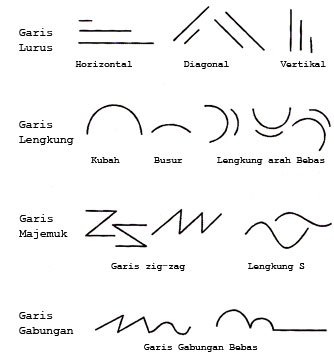 Garis
Lurus
Horizontal
Diagonal
Vertikal
Garis
Lengkung
Kubah
Busur
Lengkung arah Bebas
Garis
Majemuk
Garis zig-zag
Lengkung S
Garis
Gabungan
Garis Gabungan Bebas